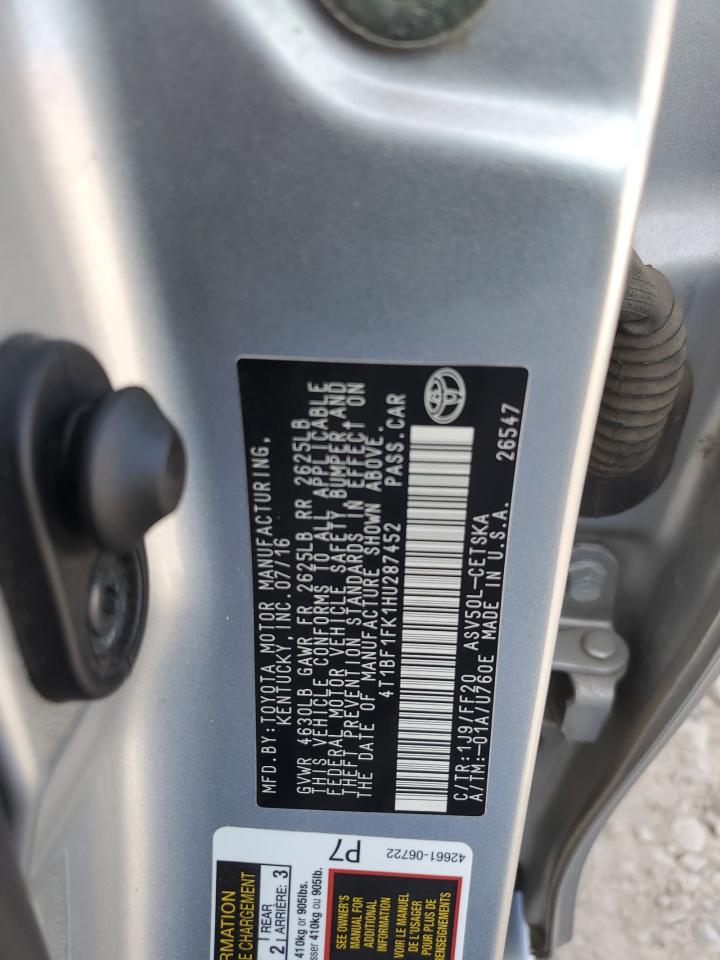 MFD.BY:TOYOTA MOTOR MANUFACTURING,
KENTUCKY, INC.07/16
GVWR 4630LB GAWR FR 2625LB RR 2625LB
THIS VEHICLE CONFORMS TO ALL APPLICABLE
FEDERAL MOTOR VEHICLE SAFETY, BUMPER, AND
THEFT PREVENTION STANDARDS IN EFFECT ON
THE DATE OF MANUFACTURE SHOWN ABOVE.
4T1BF1FK1HU287452 PASS.CAR
C/TR:1J9/FF20 ASV50L-CETSKA 26547
A/TM:-01A/U760E MADE IN U.S.A.
REAR
2 ARRIÈRE: 3
410kg or 905lbs.
410kg ou 905lb.
P7
42661-06722
SEE OWNER'S
MANUAL FOR
ADDITIONAL
INFORMATION
VOIR LE MANUEL
DE L'USAGER
POUR PLUS DE
RENSEIGNEMENTS